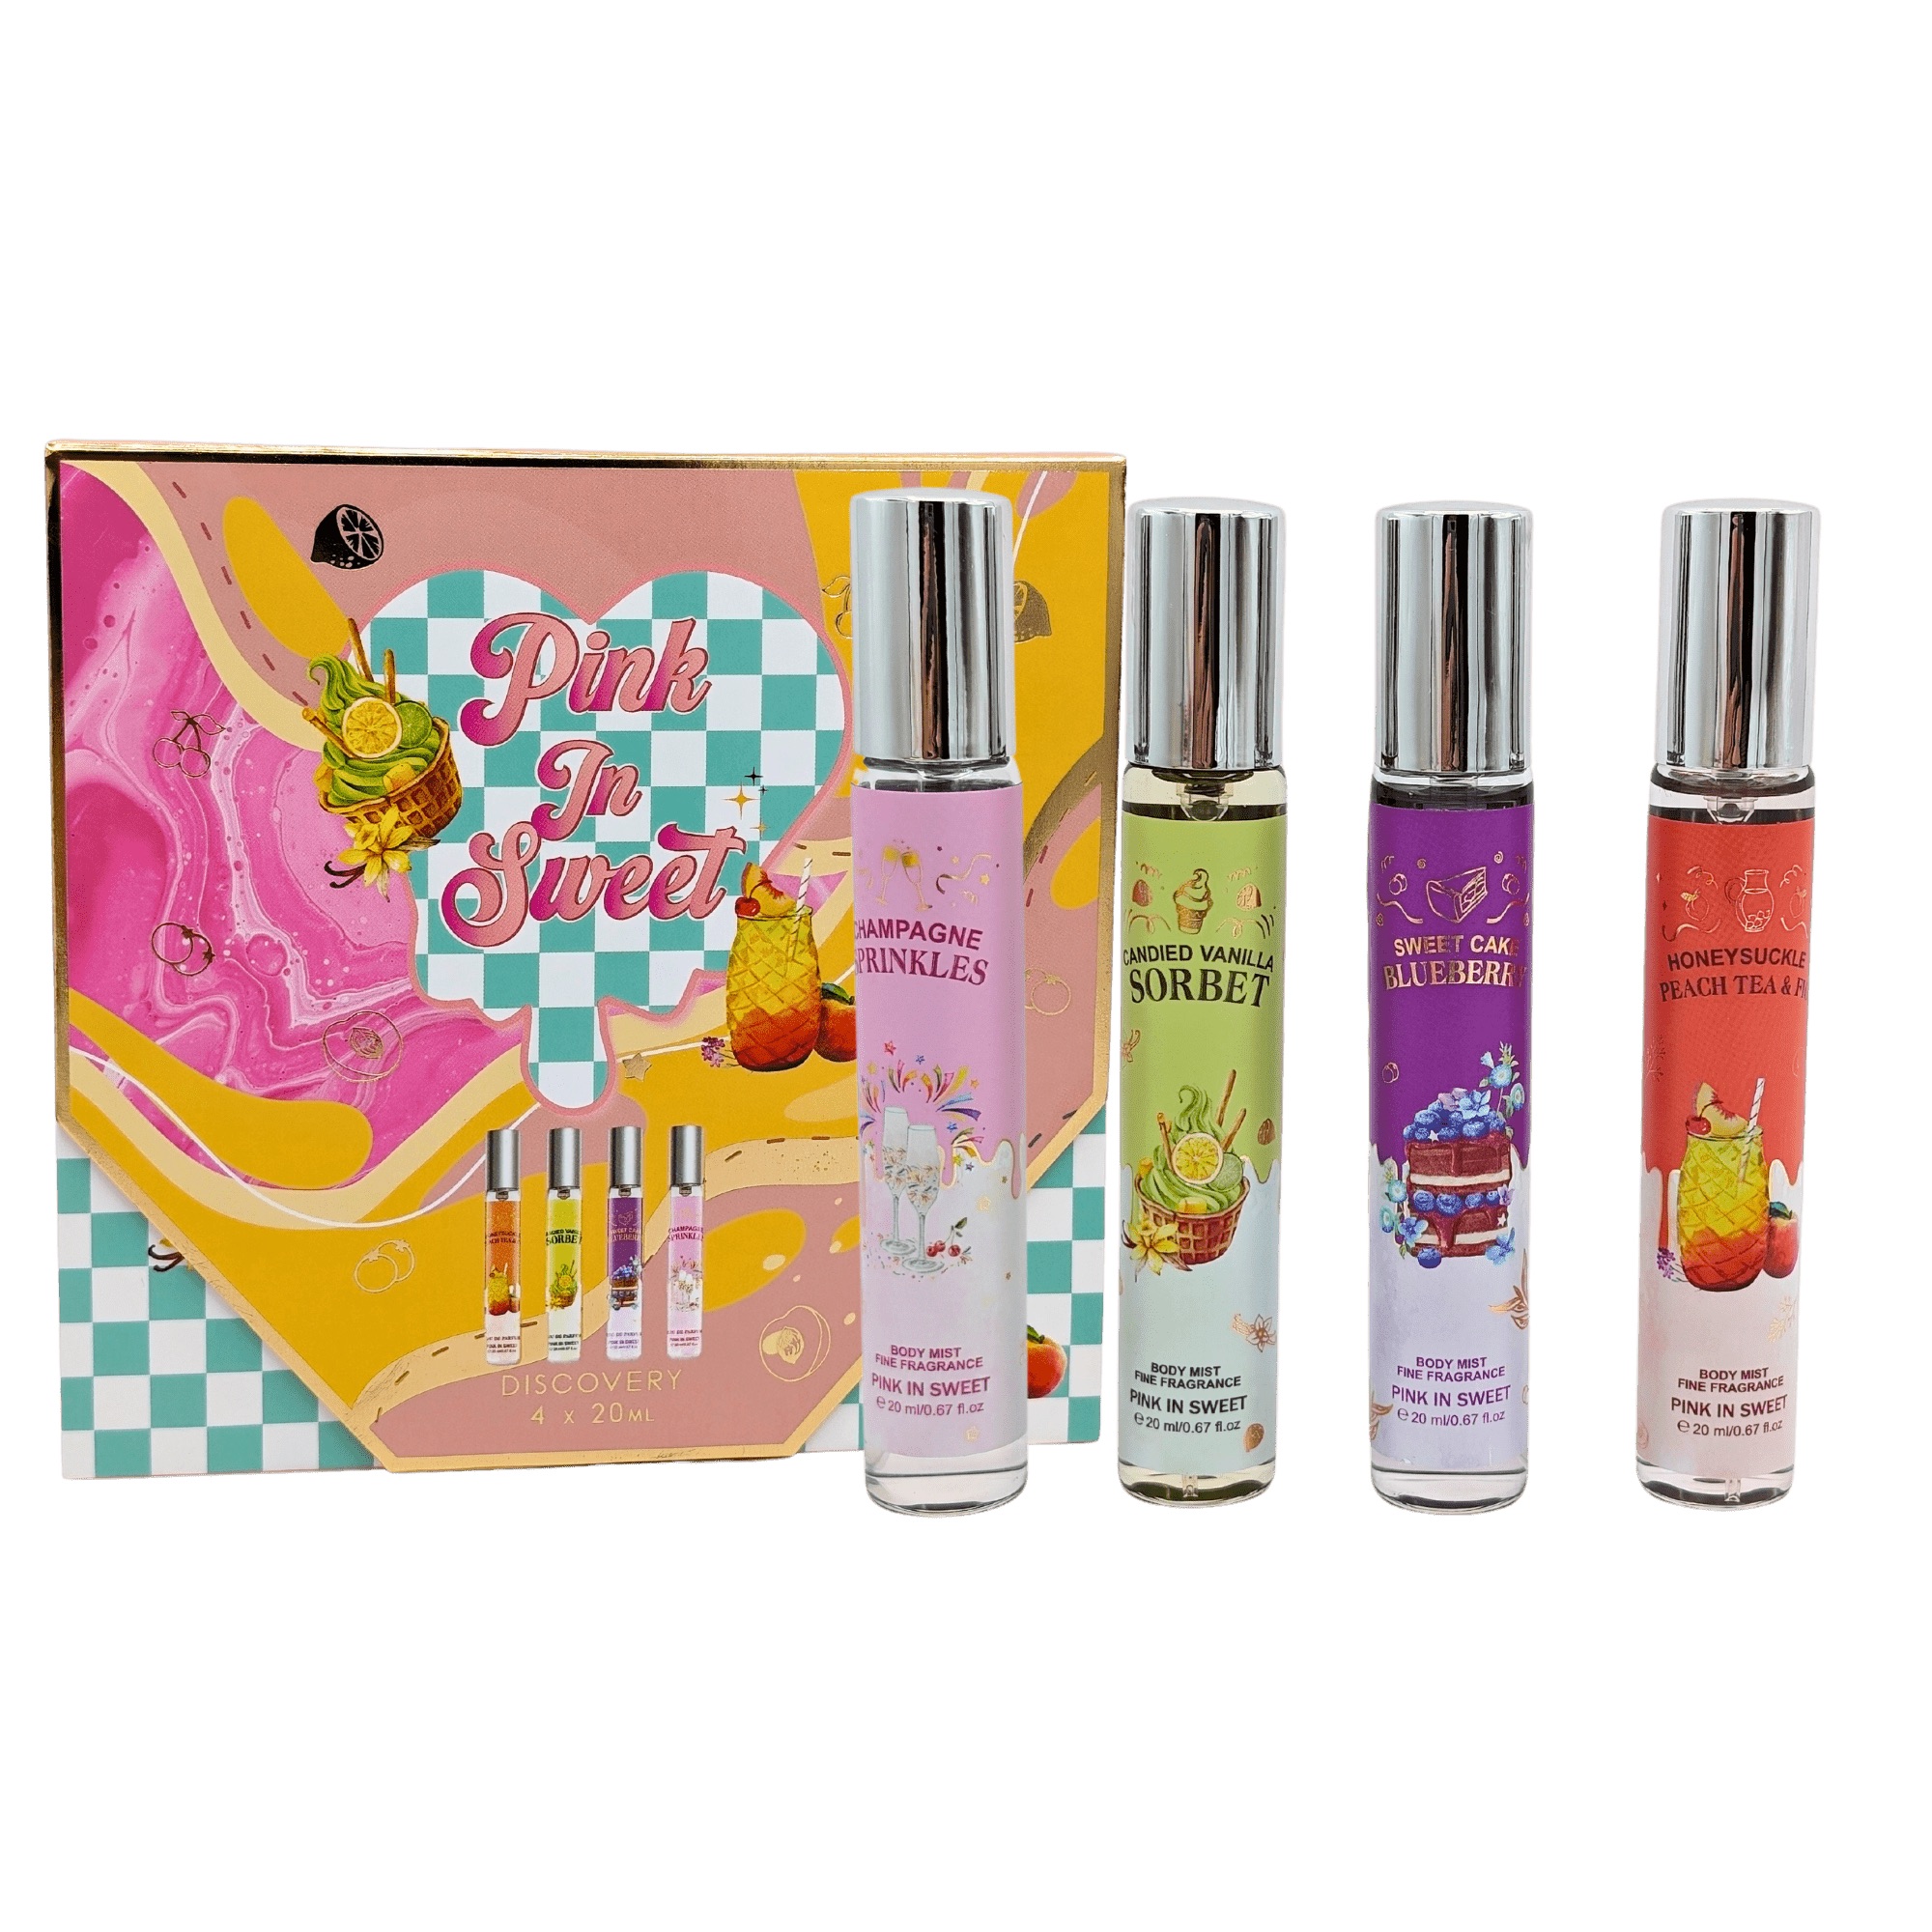 Pink
In
Sweet
SORBET
DISCOVERY
4 x 20ML
CHAMPAGNE
SPRINKLES
BODY MIST
FINE FRAGRANCE
PINK IN SWEET
℮20 ml/0.67 fl.oz
CANDIED VANILLA
SORBET
BODY MIST
FINE FRAGRANCE
PINK IN SWEET
℮20 ml/0.67 fl.oz
SWEET CAKE
BLUEBERRY
BODY MIST
FINE FRAGRANCE
PINK IN SWEET
℮20 ml/0.67 fl.oz
HONEYSUCKLE
PEACH TEA &
BODY MIST
FINE FRAGRANCE
PINK IN SWEET
℮20 ml/0.67 fl.oz